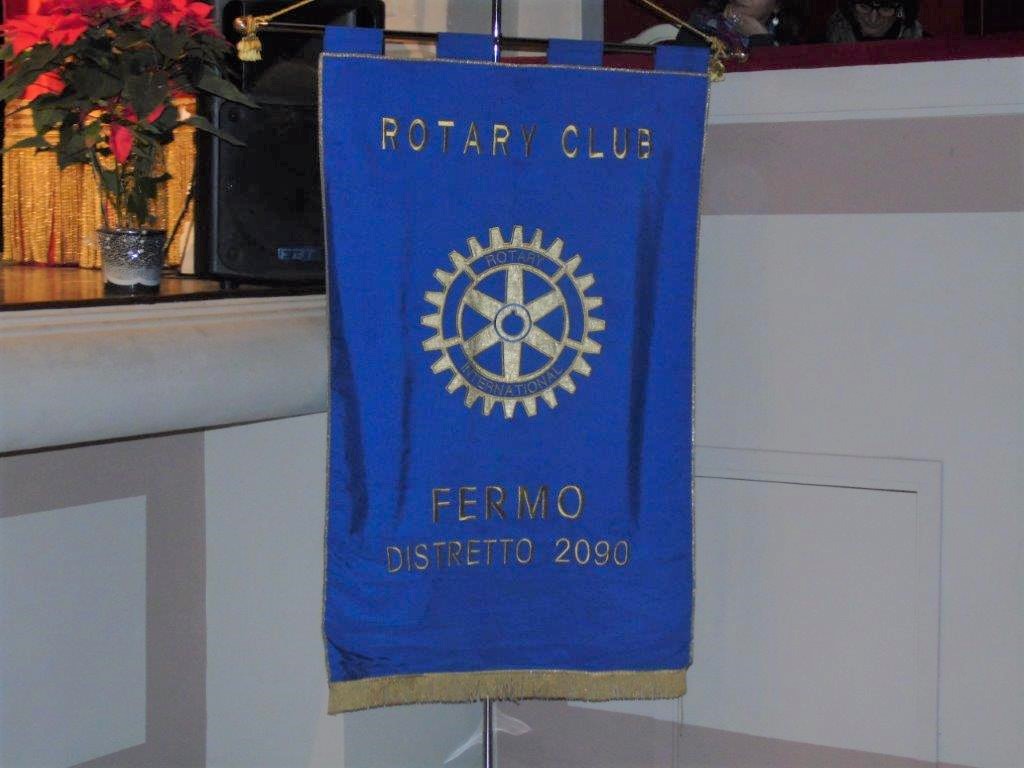 ROTARY CLUB
ROTARY
INTERNATIONAL
FERMO
DISTRETTO 2090